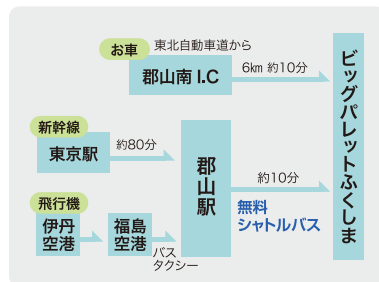 お車
東北自動車道から
郡山南 I.C
6km 約10分
ビッグパレットふくしま
新幹線
東京駅
約80分
郡山駅
約10分
無料
シャトルバス
飛行機
伊丹
空港
福島
空港
バス
タクシー